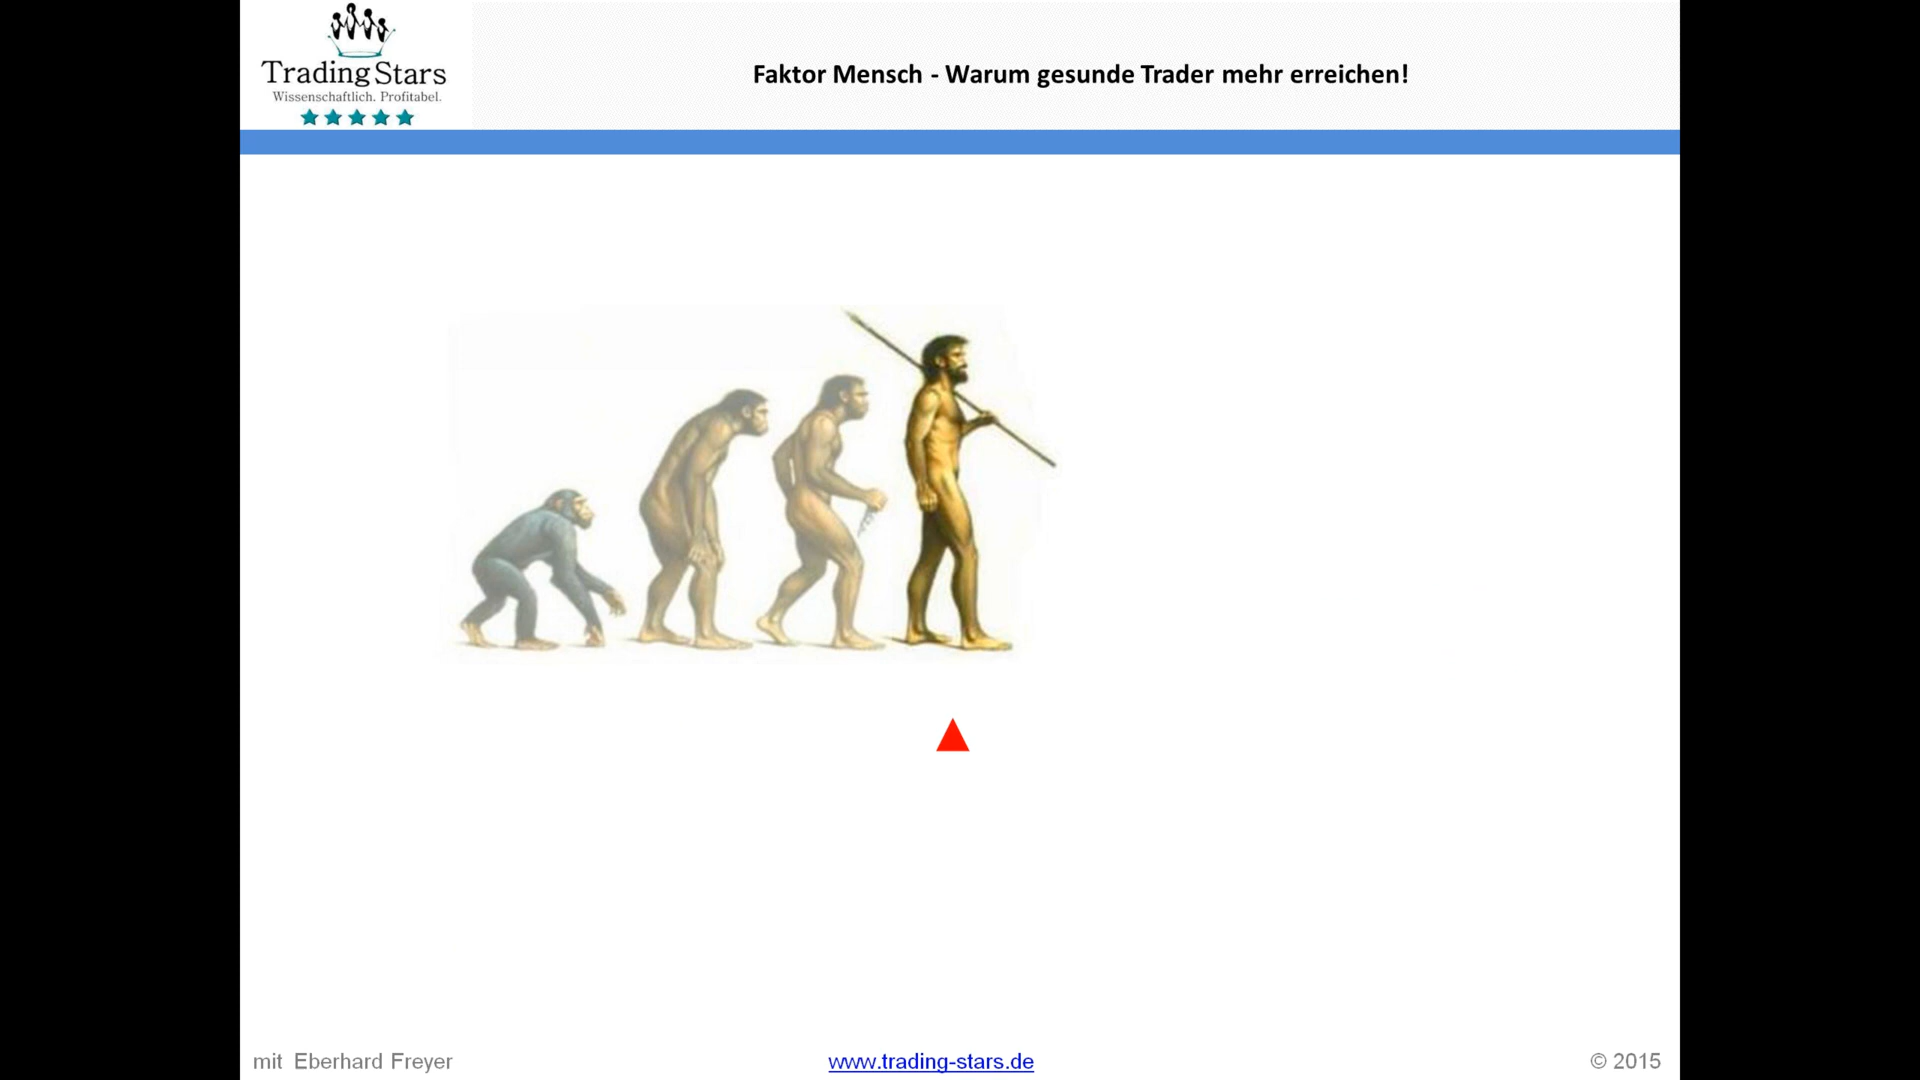 Trading Stars
Wissenschaftlich. Profitabel.
Faktor Mensch - Warum gesunde Trader mehr erreichen!
mit Eberhard Freyer
www.trading-stars.de
© 2015